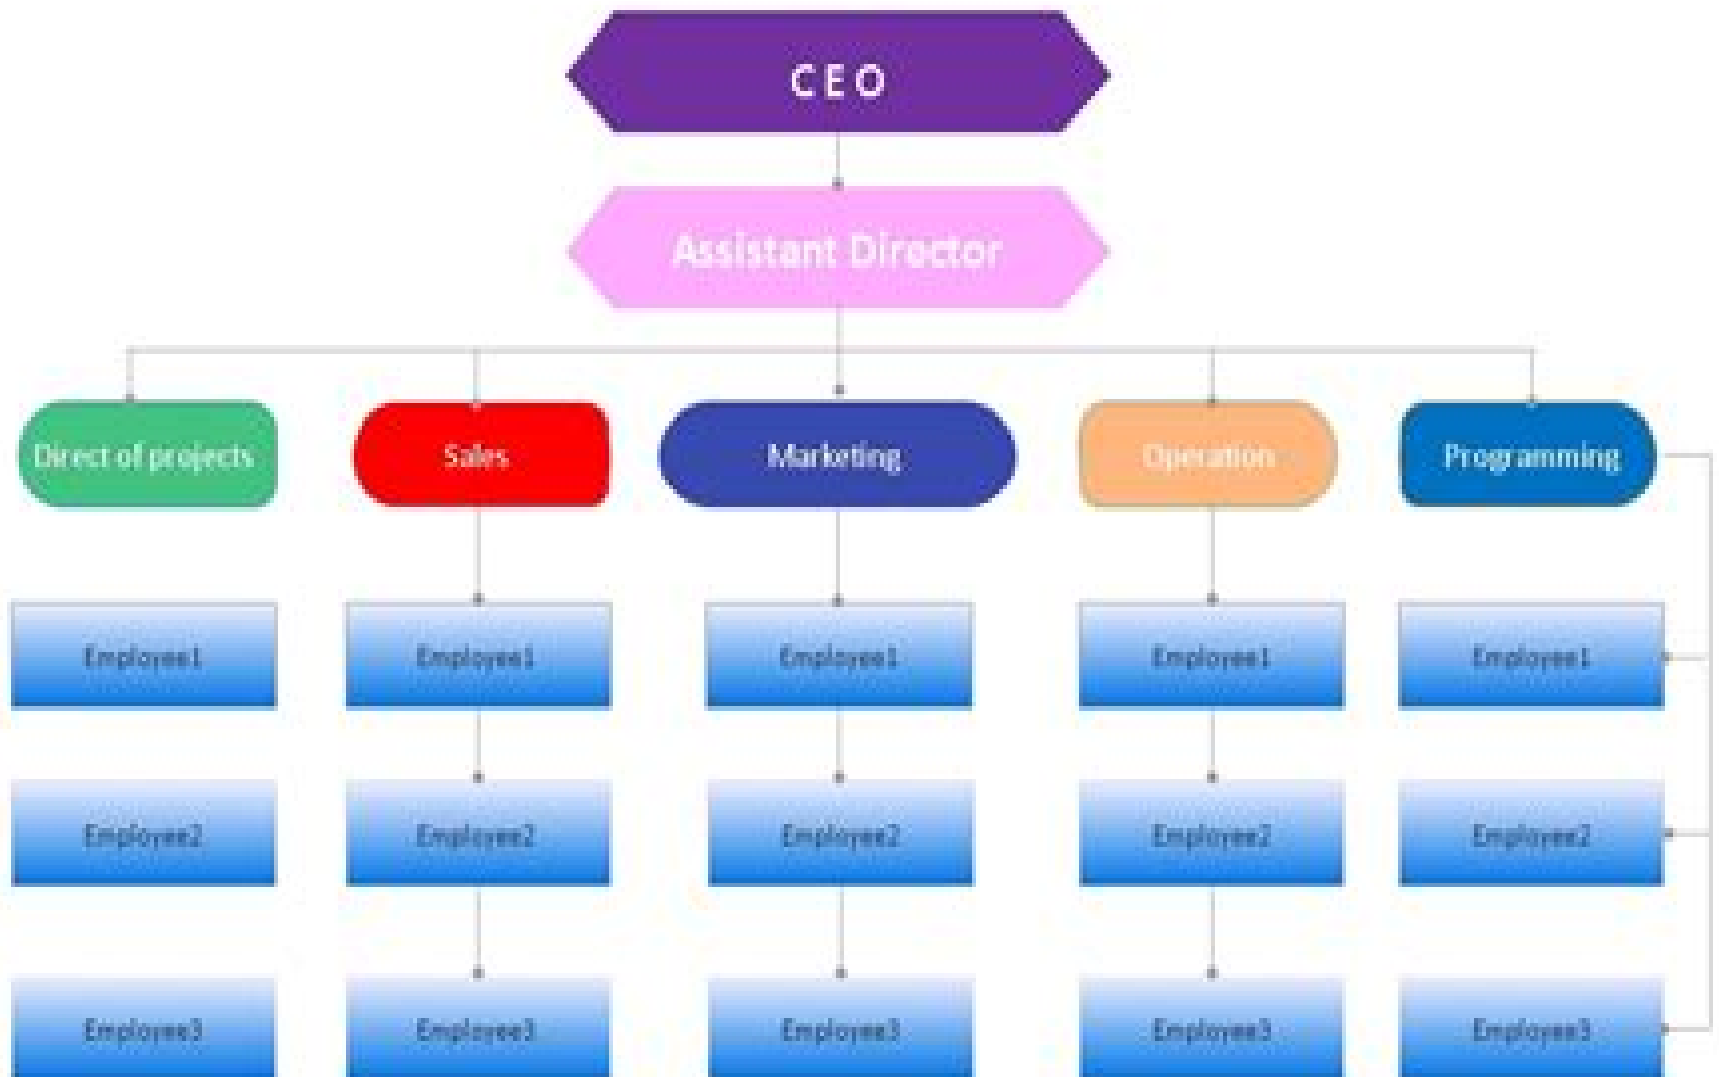 CEO
Assistant Director
Direct of projects
Sales
Marketing
Operation
Programming
Employee1
Employee1
Employee1
Employee1
Employee1
Employee2
Employee2
Employee2
Employee2
Employee2
Employee3
Employee3
Employee3
Employee3
Employee3